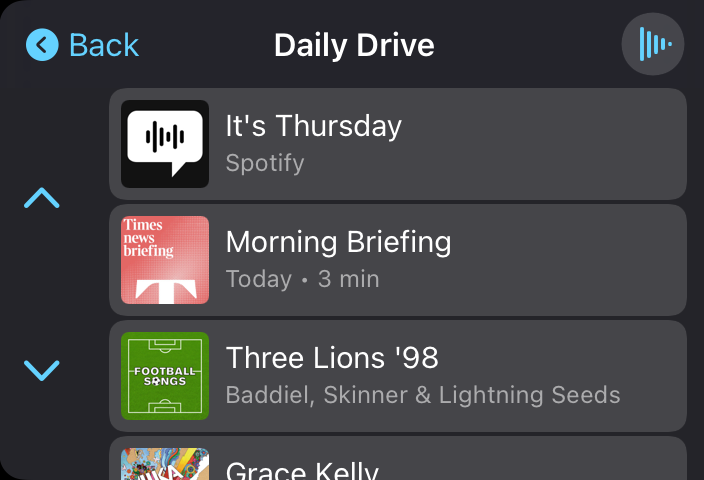 Back
Daily Drive
It's Thursday
Spotify
Times
news
briefing
T
Morning Briefing
Today • 3 min
FOOTBALL
SONGS
Three Lions '98
Baddiel, Skinner & Lightning Seeds
MIKA
Grace Kelly